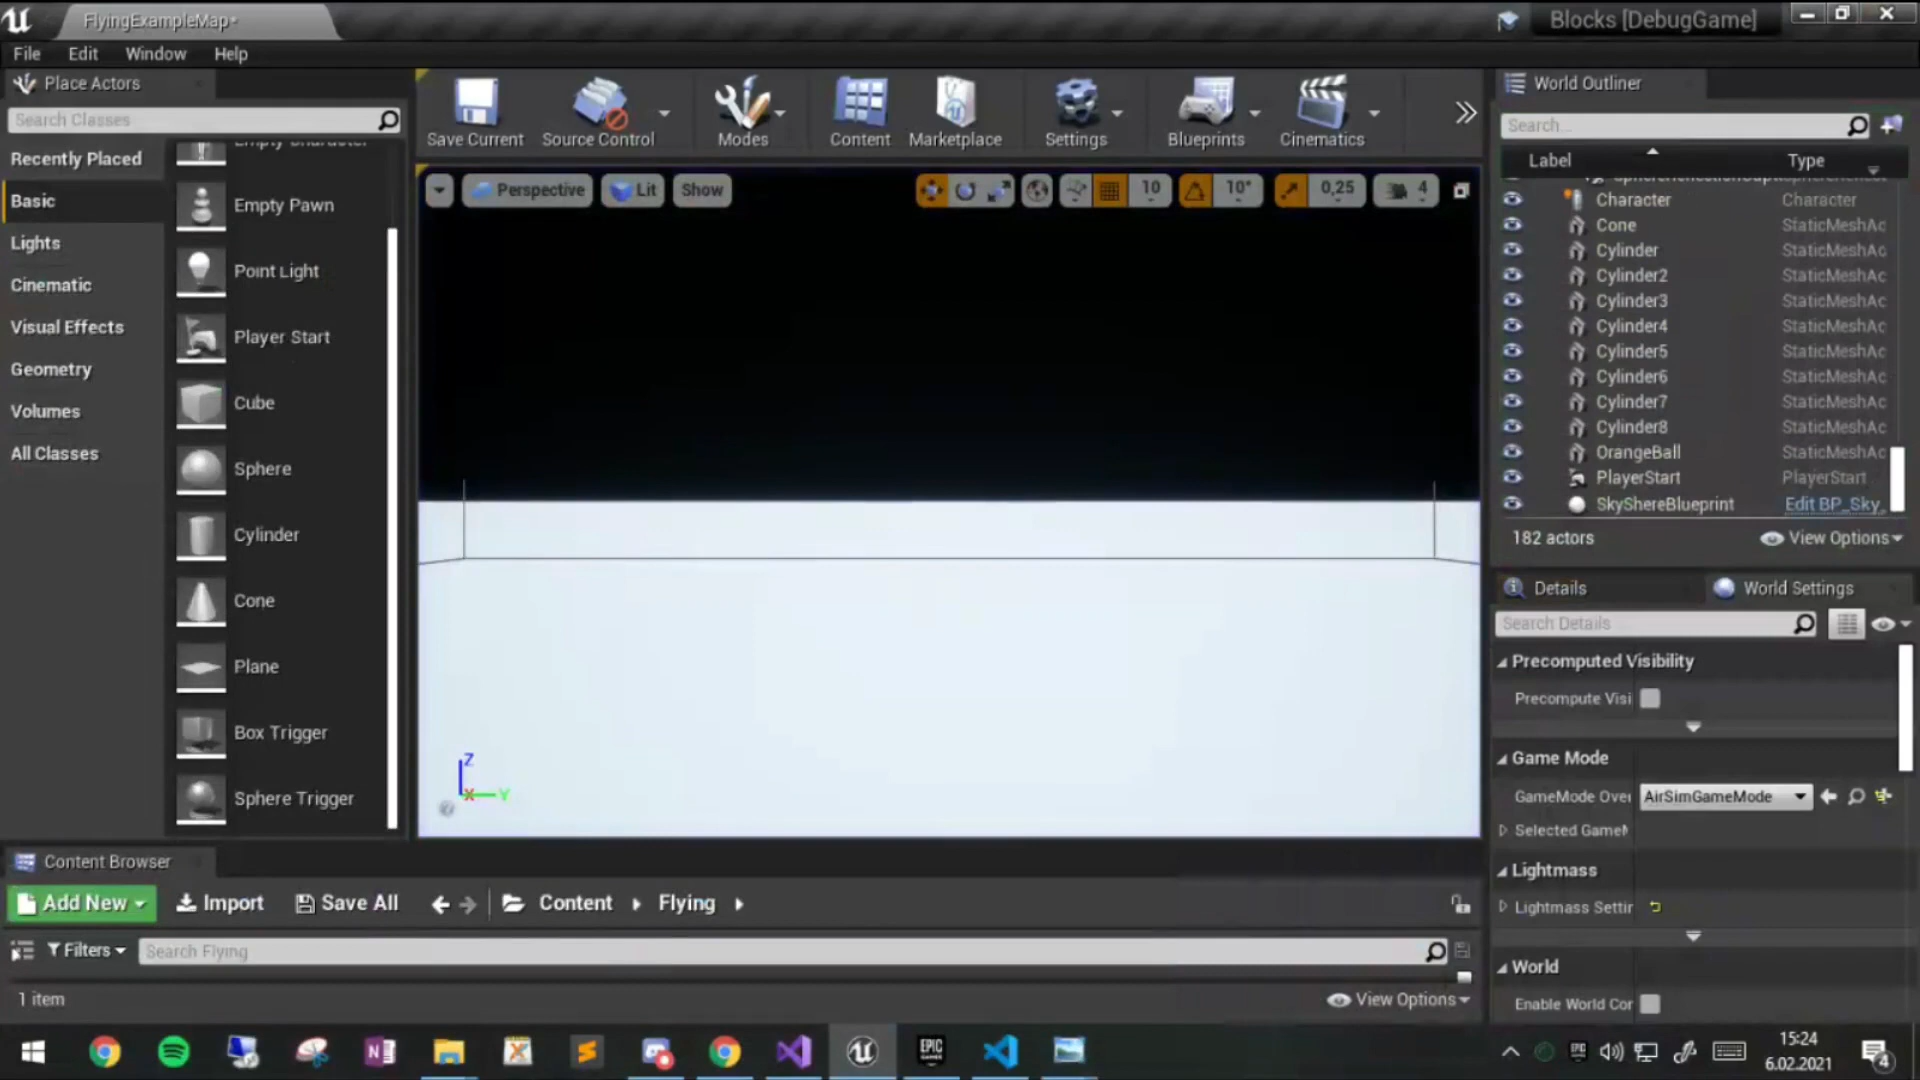 FlyingExampleMap*
Blocks [DebugGame]
File Edit Window Help
Place Actors
Search Classes
Recently Placed
Basic
Lights
Cinematic
Visual Effects
Geometry
Volumes
All Classes
Empty Character
Empty Pawn
Point Light
Player Start
Cube
Sphere
Cylinder
Cone
Plane
Box Trigger
Sphere Trigger
Save Current
Source Control
Modes
Content
Marketplace
Settings
Blueprints
Cinematics
Perspective
Lit
Show
10
10°
0,25
4
Z
X
Y
World Outliner
Search...
Label Type
Character Character
Cone StaticMeshAc
Cylinder StaticMeshAc
Cylinder2 StaticMeshAc
Cylinder3 StaticMeshAc
Cylinder4 StaticMeshAc
Cylinder5 StaticMeshAc
Cylinder6 StaticMeshAc
Cylinder7 StaticMeshAc
Cylinder8 StaticMeshAc
OrangeBall StaticMeshAc
PlayerStart PlayerStart
SkyShereBlueprint Edit BP_Sky_
182 actors
View Options
Details
World Settings
Search Details
Precomputed Visibility
Precompute Visi
Game Mode
GameMode Over
AirSimGameMode
Selected GameM
Lightmass
Lightmass Settin
World
Enable World Cor
Content Browser
Add New
Import
Save All
Content
Flying
Filters
Search Flying
1 item
View Options
N
EPIC
GAMES
15:24
6.02.2021
4